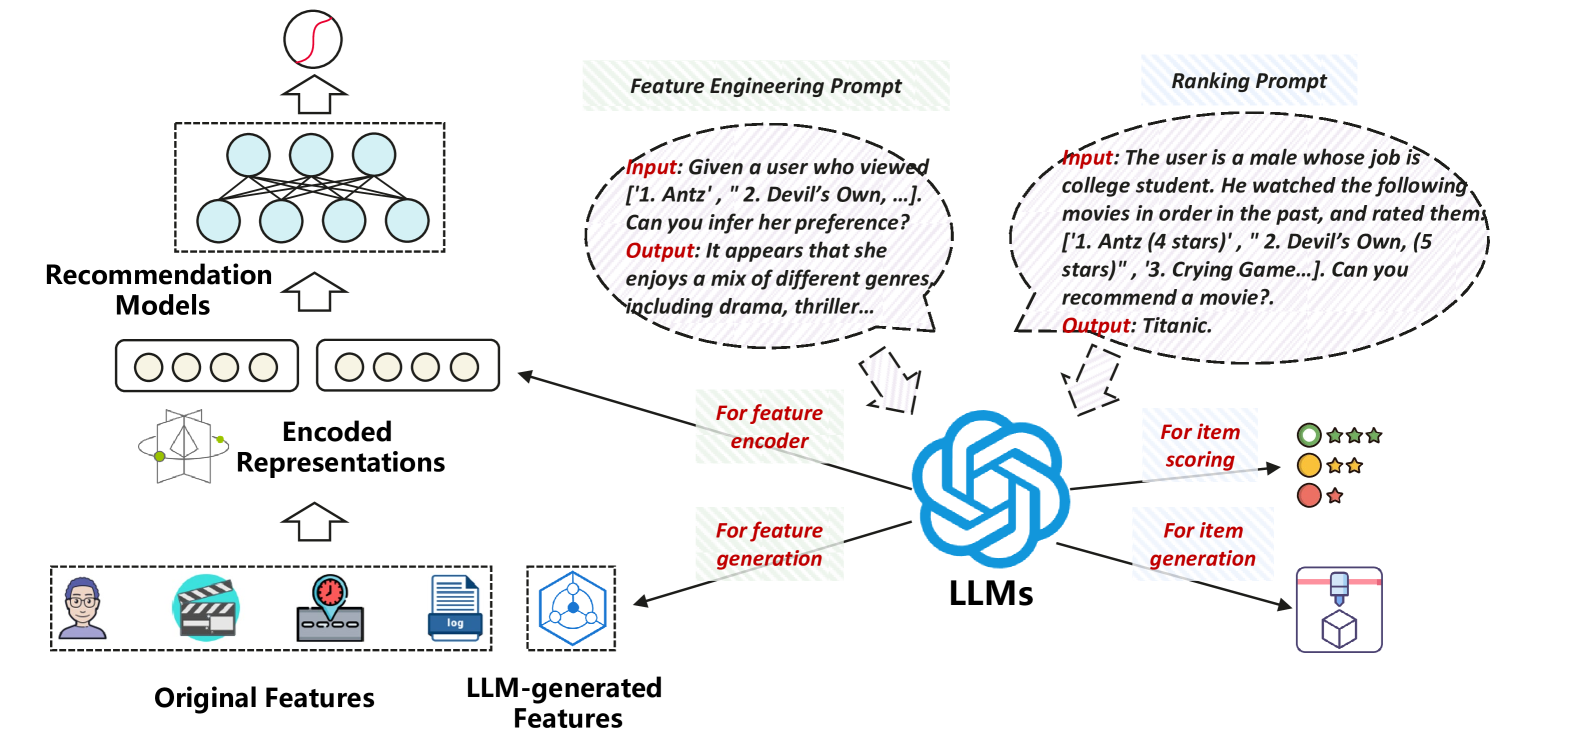 Feature Engineering Prompt
Input: Given a user who viewed
['1. Antz' , " 2. Devil's Own, ...].
Can you infer her preference?
Output: It appears that she
enjoys a mix of different genres,
including drama, thriller...
Ranking Prompt
Input: The user is a male whose job is
college student. He watched the following
movies in order in the past, and rated them:
['1. Antz (4 stars)' , " 2. Devil's Own, (5
stars)" , '3. Crying Game...]. Can you
recommend a movie?.
Output: Titanic.
Recommendation
Models
Encoded
Representations
For feature
encoder
For feature
generation
For item
scoring
For item
generation
LLMs
log
Original Features
LLM-generated
Features